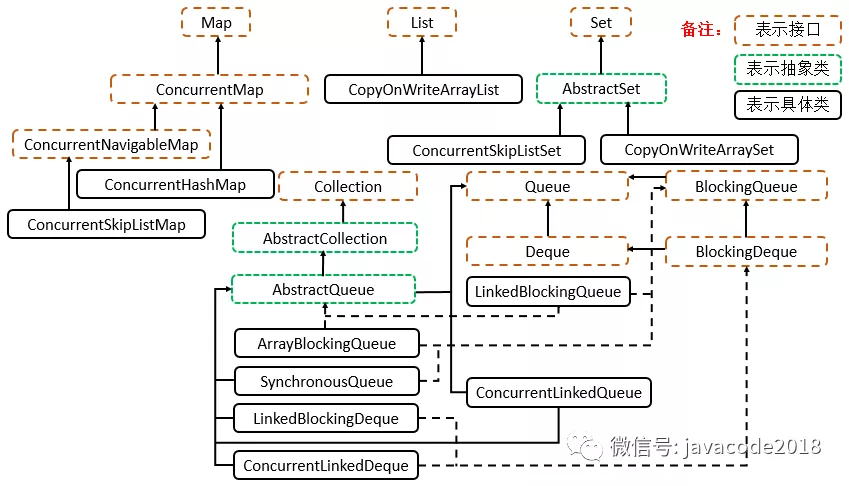 Map
List
Set
备注：
表示接口
表示抽象类
表示具体类
ConcurrentMap
CopyOnWriteArrayList
AbstractSet
ConcurrentNavigableMap
ConcurrentSkipListSet
CopyOnWriteArraySet
ConcurrentHashMap
Collection
Queue
BlockingQueue
ConcurrentSkipListMap
AbstractCollection
Deque
BlockingDeque
AbstractQueue
LinkedBlockingQueue
ArrayBlockingQueue
SynchronousQueue
ConcurrentLinkedQueue
LinkedBlockingDeque
ConcurrentLinkedDeque
微信号: javacode2018